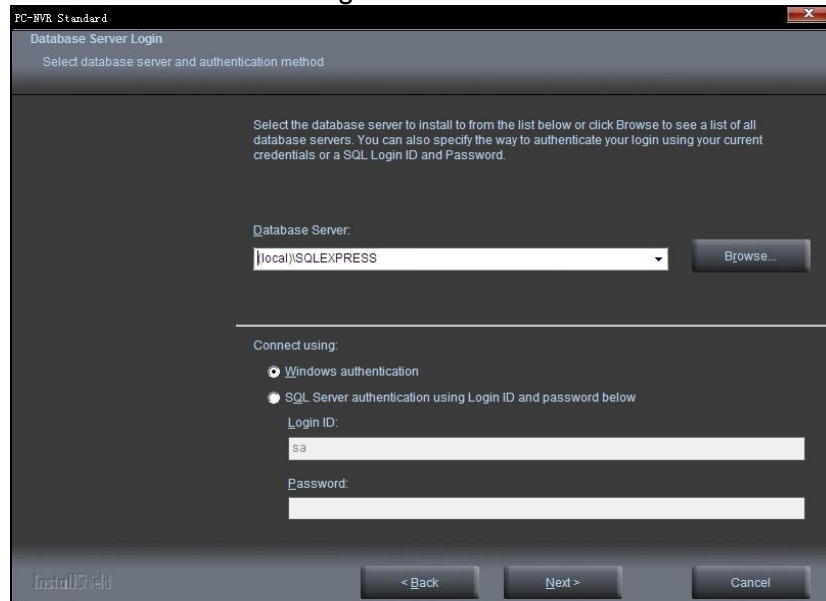 PC-NVR Standard
Database Server Login
Select database server and authentication method
Select the database server to install to from the list below or click Browse to see a list of all
database servers. You can also specify the way to authenticate your login using your current
credentials or a SQL Login ID and Password.
Database Server:
(local)\SQLEXPRESS
Browse...
Connect using:
Windows authentication
SQL Server authentication using Login ID and password below
Login ID:
sa
Password:
InstallShield
< Back
Next >
Cancel